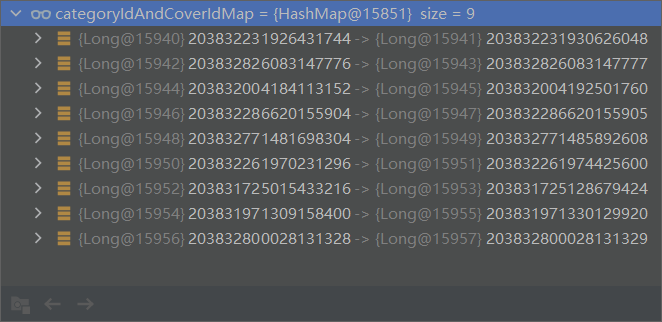 categoryIdAndCoverIdMap = {HashMap@15851} size = 9
{Long@15940} 203832231926431744 -> {Long@15941} 203832231930626048
{Long@15942} 203832826083147776 -> {Long@15943} 203832826083147777
{Long@15944} 203832004184113152 -> {Long@15945} 203832004192501760
{Long@15946} 203832286620155904 -> {Long@15947} 203832286620155905
{Long@15948} 203832771481698304 -> {Long@15949} 203832771485892608
{Long@15950} 203832261970231296 -> {Long@15951} 203832261974425600
{Long@15952} 203831725015433216 -> {Long@15953} 203831725128679424
{Long@15954} 203831971309158400 -> {Long@15955} 203831971330129920
{Long@15956} 203832800028131328 -> {Long@15957} 203832800028131329